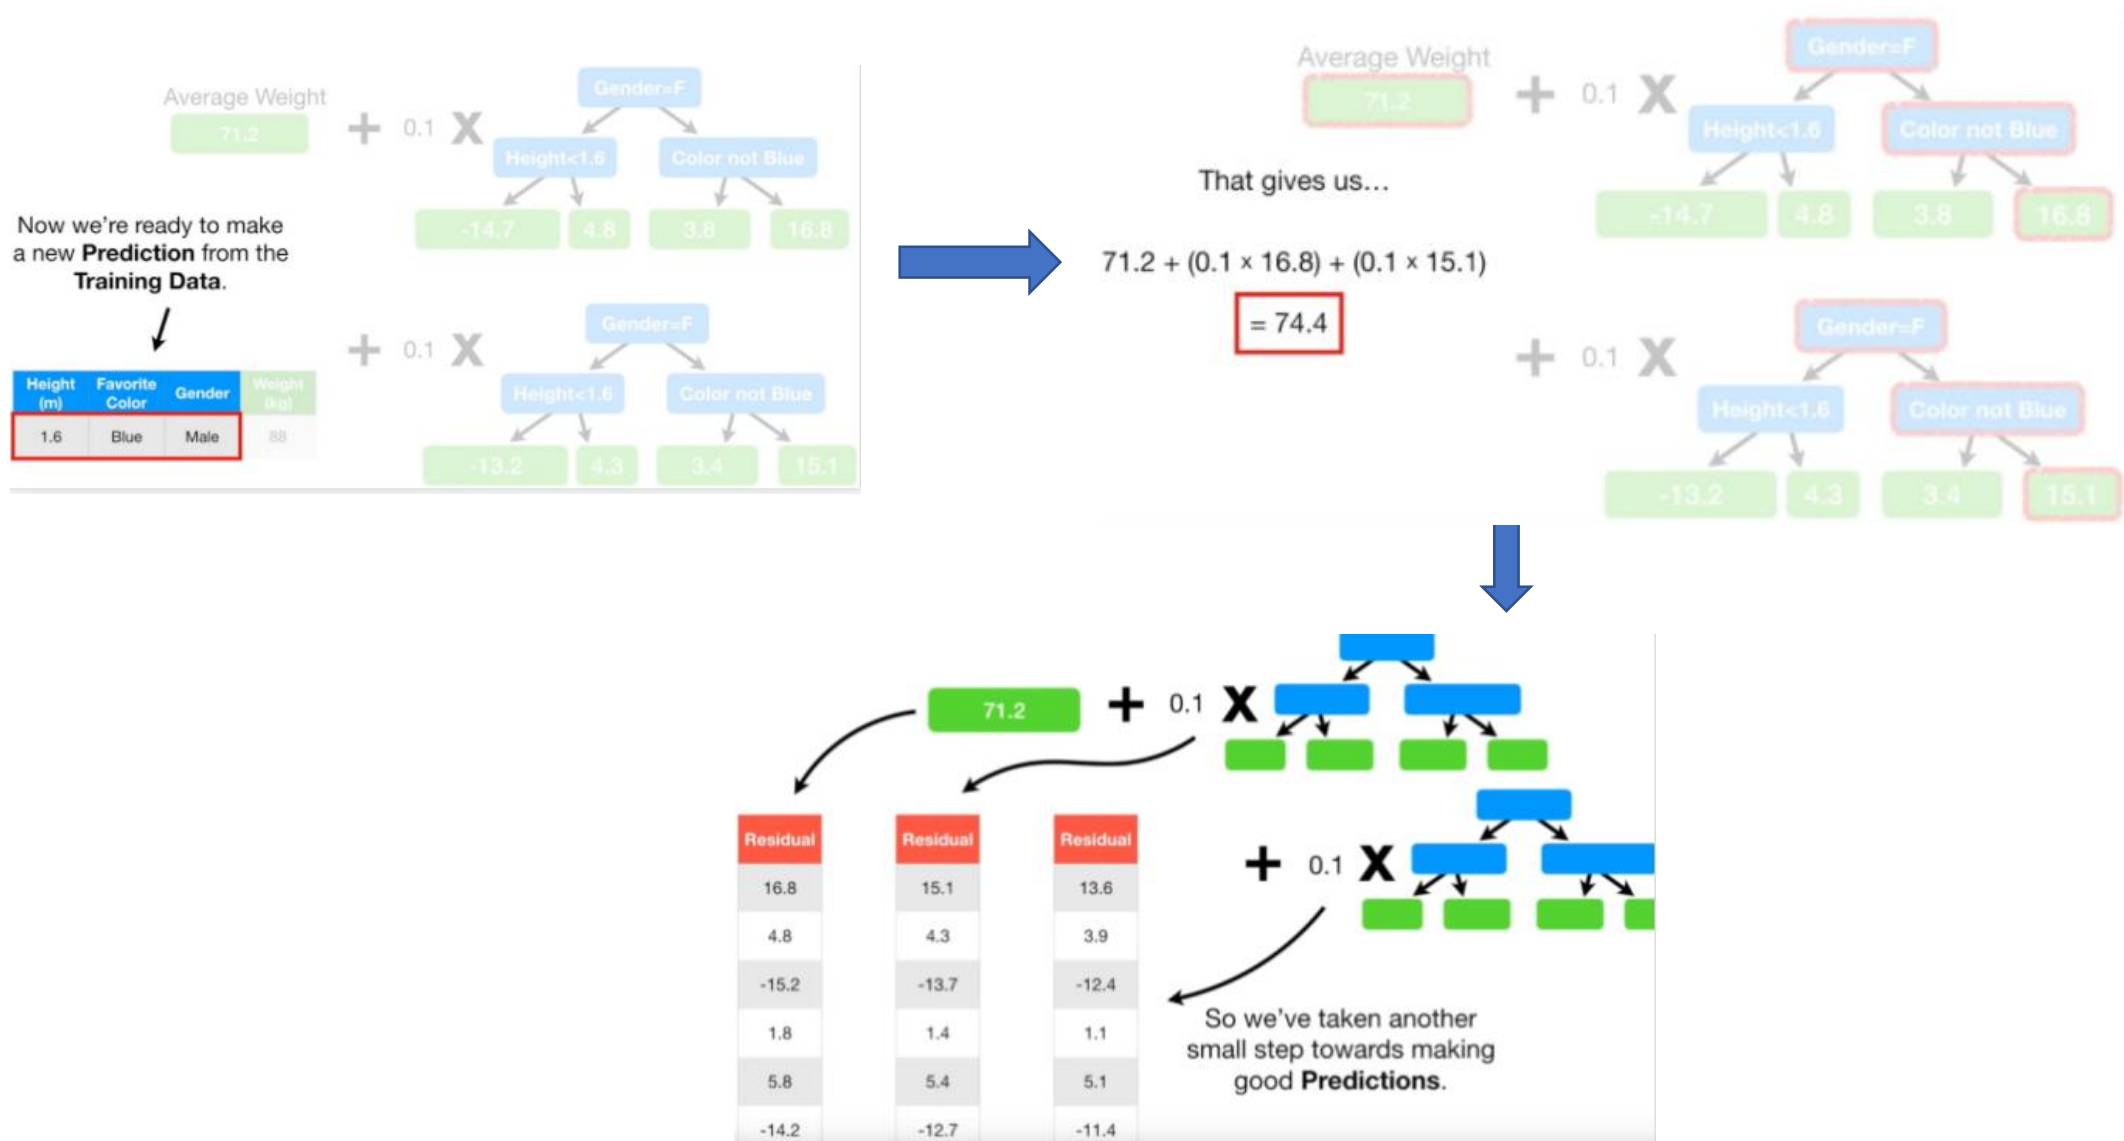 Average Weight
71.2
+ 0.1 X
Gender=F
Height<1.6 Color not Blue
-14.7 4.8 3.8 16.8
Now we're ready to make
a new Prediction from the
Training Data.
+ 0.1 X
Gender=F
Height<1.6 Color not Blue
-13.2 4.3 3.4 15.1
Height (m) Favorite Color Gender Weight (kg)
1.6 Blue Male 88
Average Weight
71.2
+ 0.1 X
Gender=F
Height<1.6 Color not Blue
-14.7 4.8 3.8 16.8
That gives us...
71.2 + (0.1 × 16.8) + (0.1 × 15.1)
= 74.4
+ 0.1 X
Gender=F
Height<1.6 Color not Blue
-13.2 4.3 3.4 15.1
71.2 + 0.1 X
+ 0.1 X
Residual Residual Residual
16.8 15.1 13.6
4.8 4.3 3.9
-15.2 -13.7 -12.4
1.8 1.4 1.1
5.8 5.4 5.1
-14.2 -12.7 -11.4
So we've taken another
small step towards making
good Predictions.